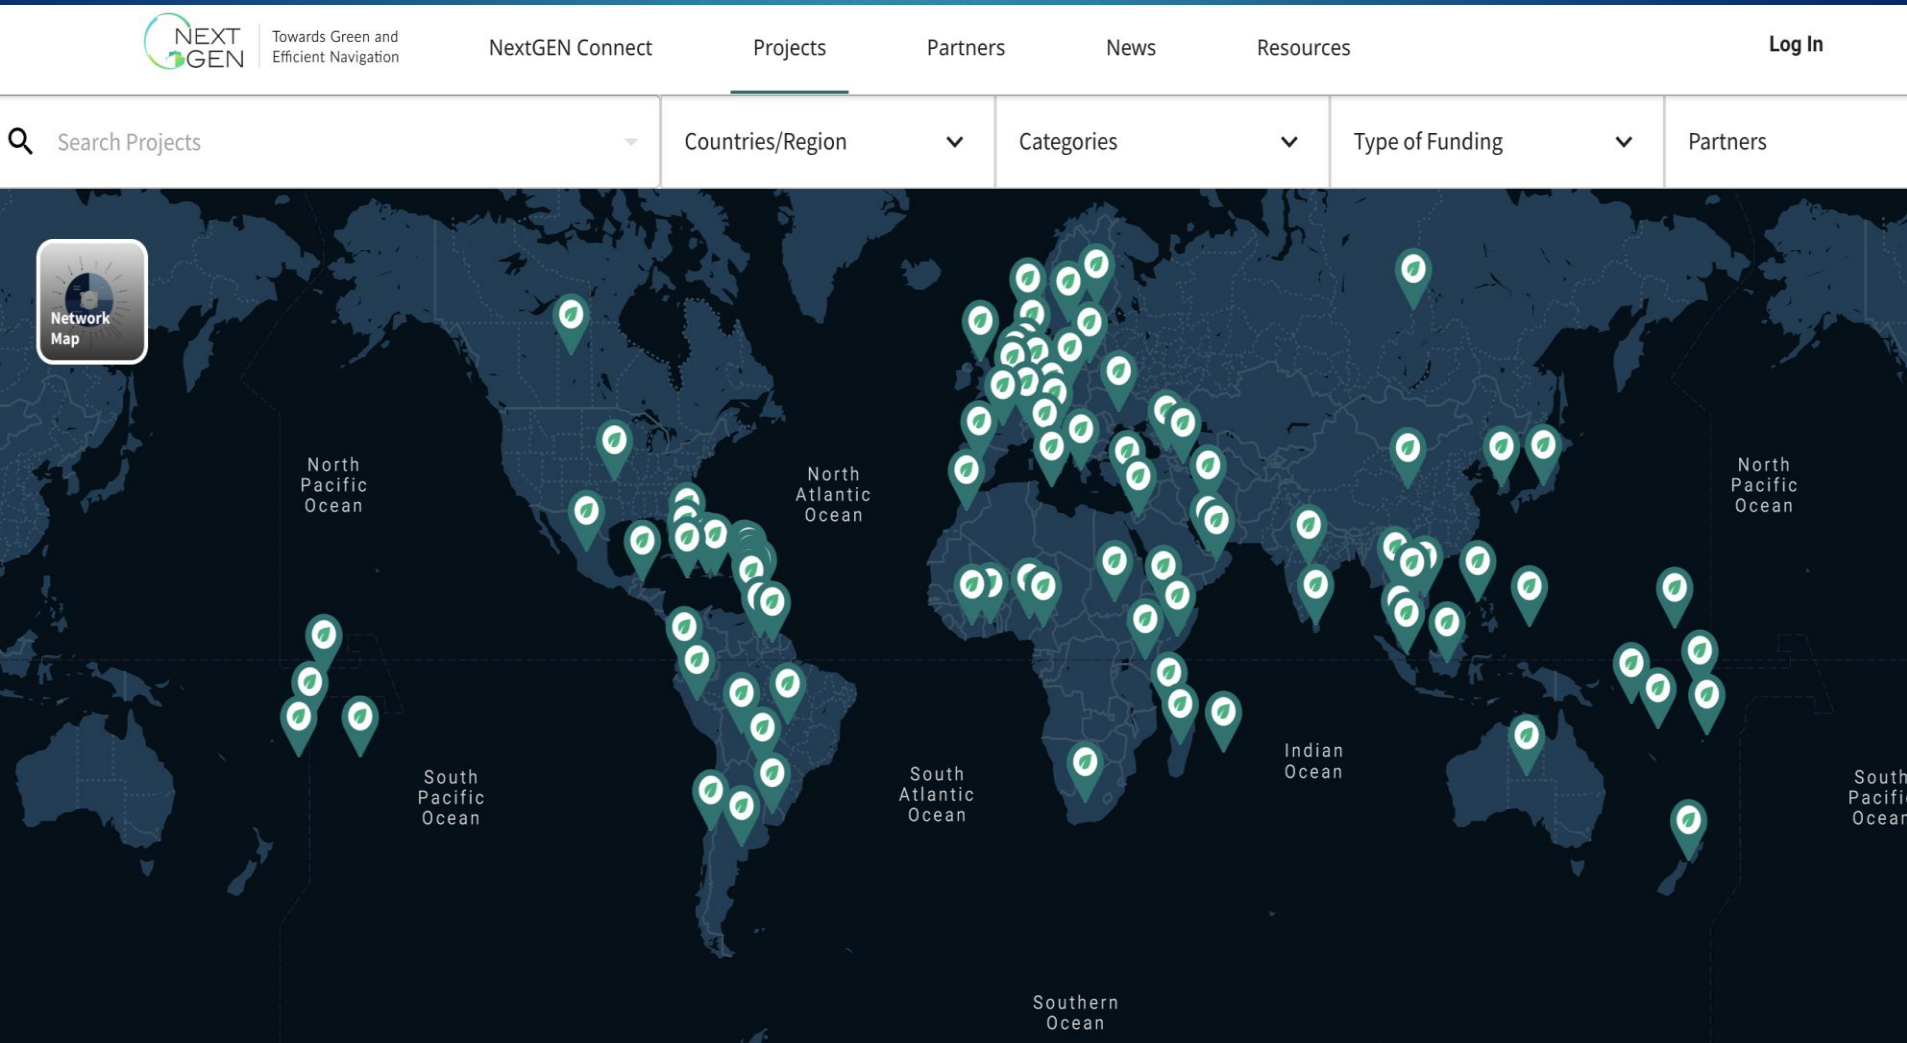 NEXT
GEN
Towards Green and
Efficient Navigation
NextGEN Connect
Projects
Partners
News
Resources
Log In
Search Projects
Countries/Region
Categories
Type of Funding
Partners
Network
Map
North
Pacific
Ocean
North
Atlantic
Ocean
North
Pacific
Ocean
South
Pacific
Ocean
South
Atlantic
Ocean
Indian
Ocean
South
Pacific
Ocean
Southern
Ocean